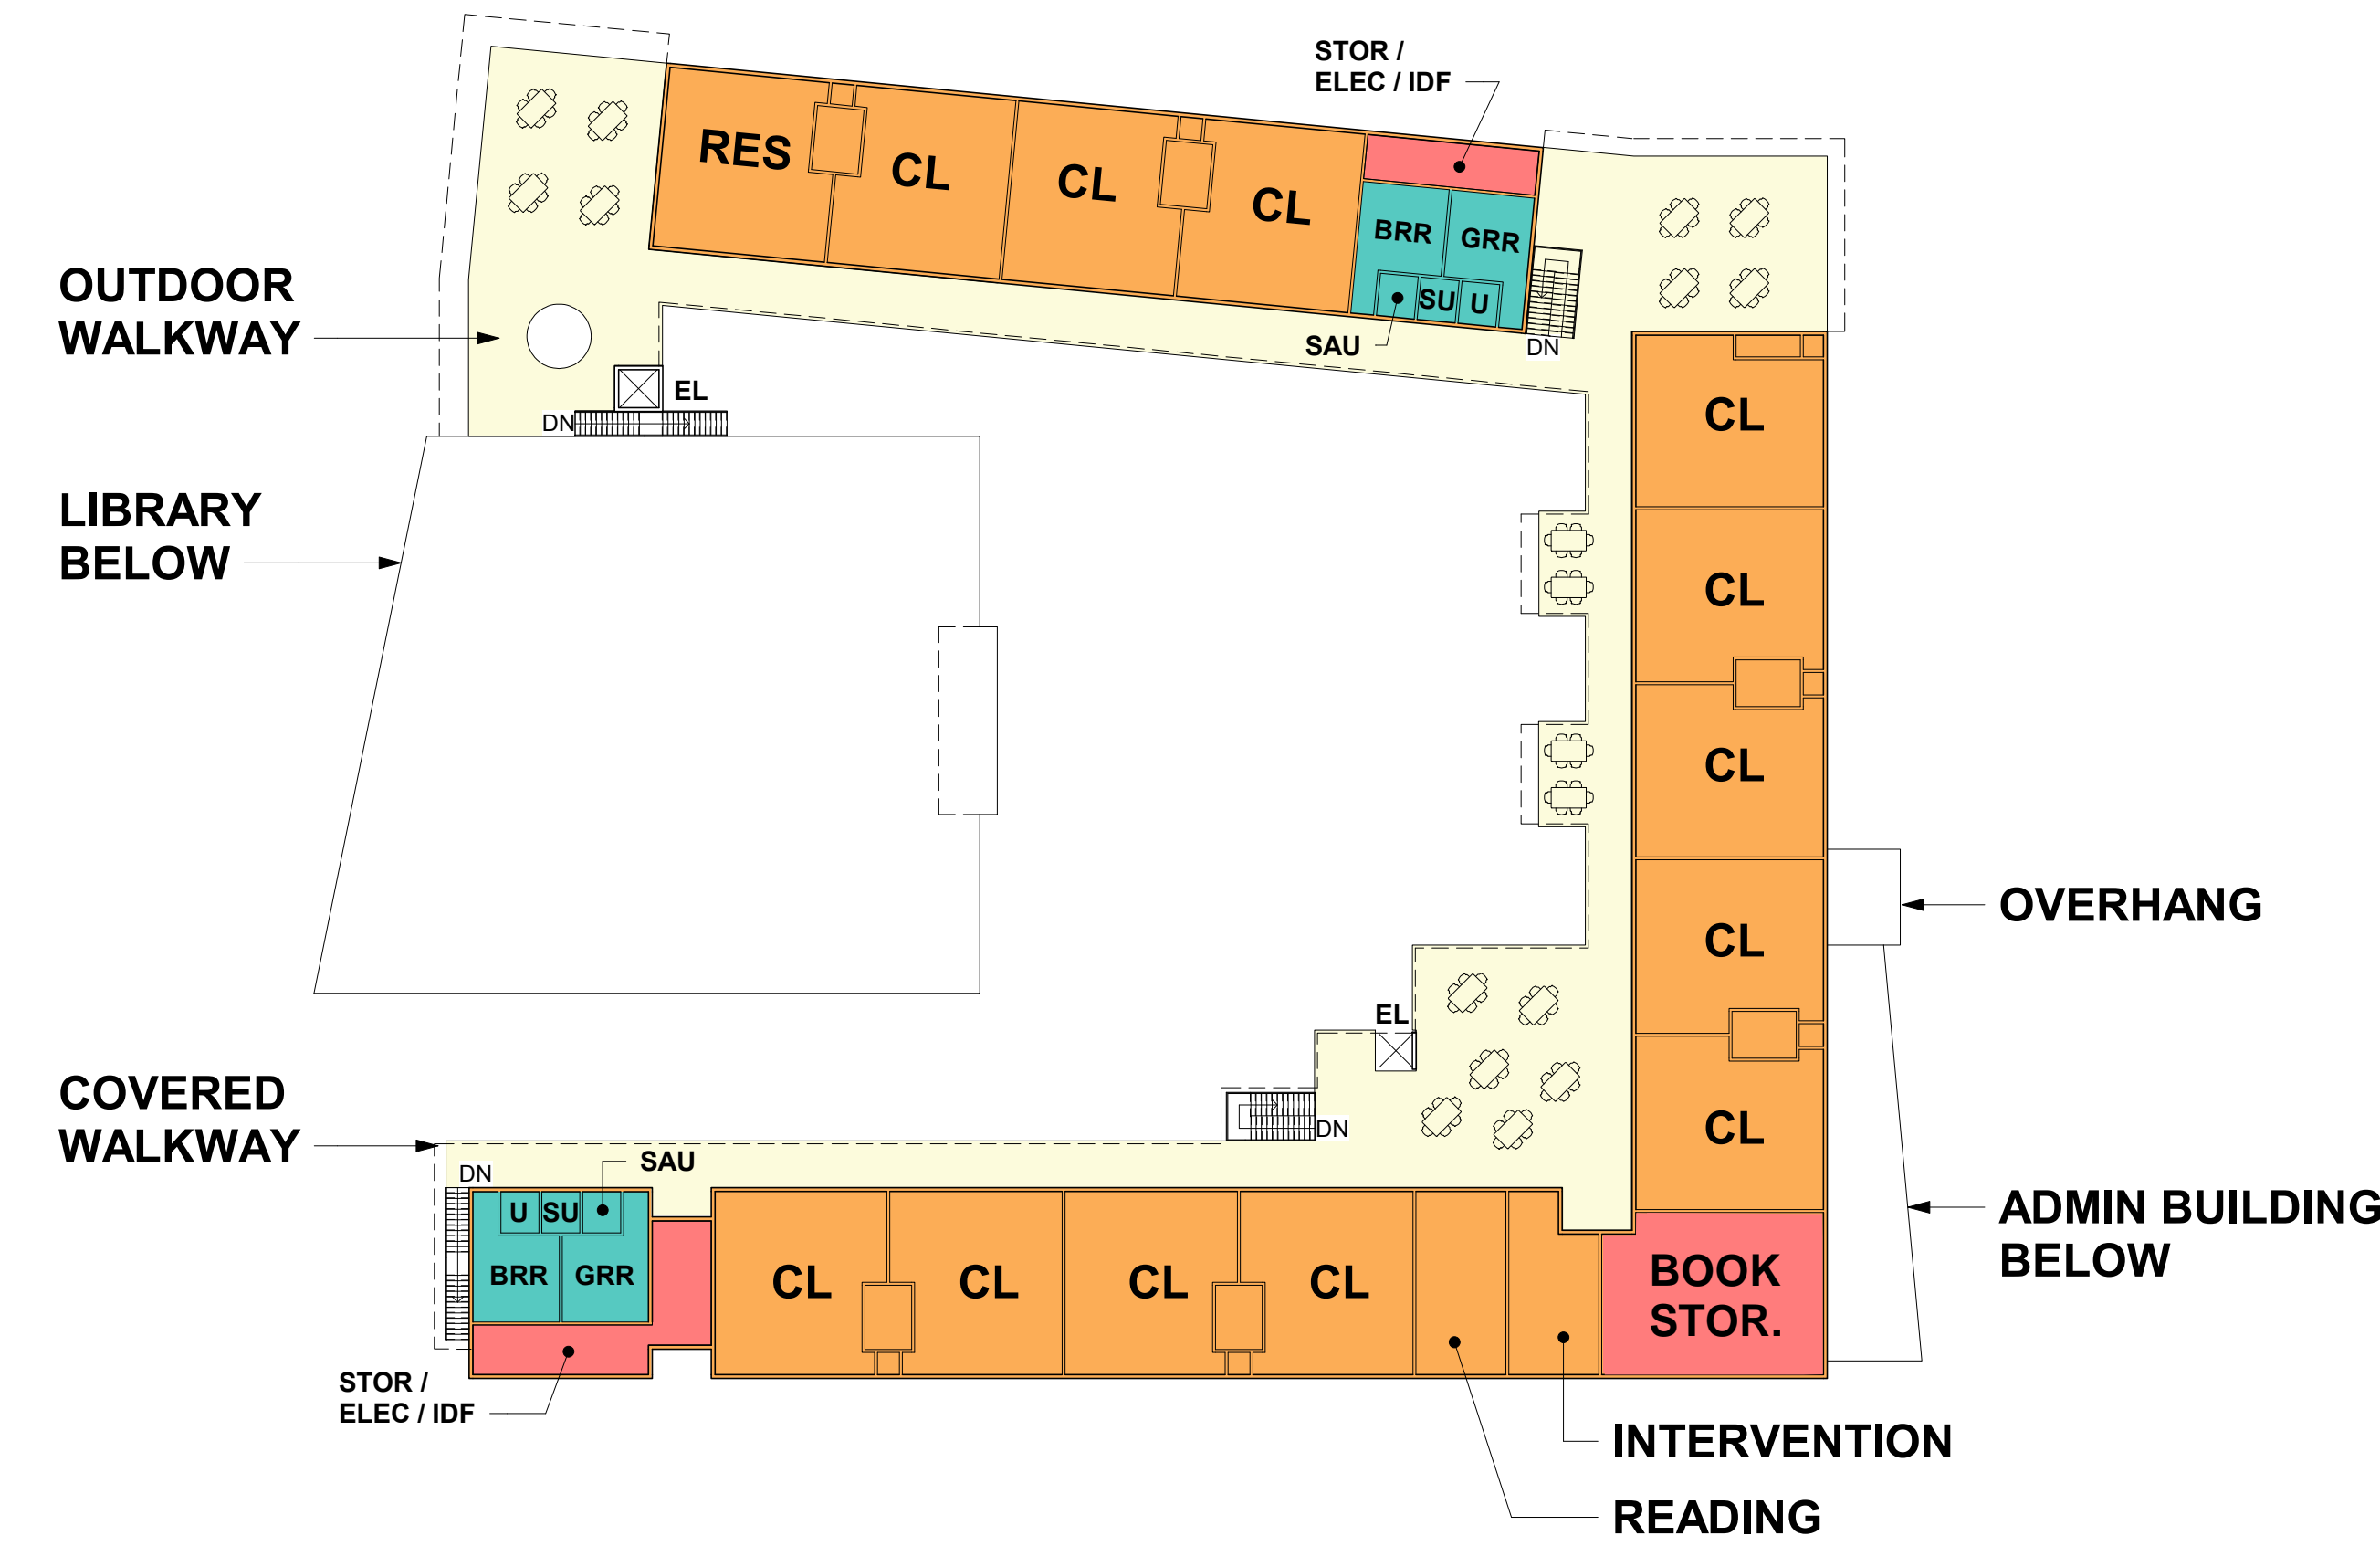 STOR /
ELEC / IDF
RES
CL
CL
CL
BRR
GRR
SU
U
SAU
DN
OUTDOOR
WALKWAY
EL
DN
CL
LIBRARY
BELOW
CL
CL
CL
OVERHANG
EL
COVERED
WALKWAY
DN
CL
DN
SAU
U
SU
BRR
GRR
CL
CL
CL
CL
BOOK
STOR.
ADMIN BUILDING
BELOW
STOR /
ELEC / IDF
INTERVENTION
READING